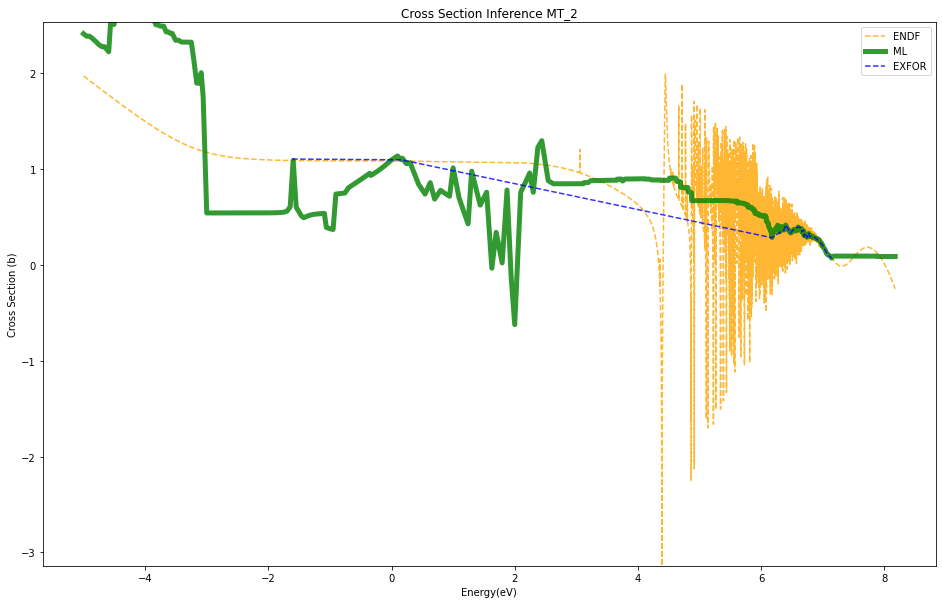 Cross Section Inference MT_2
ENDF
ML
EXFOR
Cross Section (b)
2
1
0
−1
−2
−3
−4
−2
0
2
4
6
8
Energy(eV)